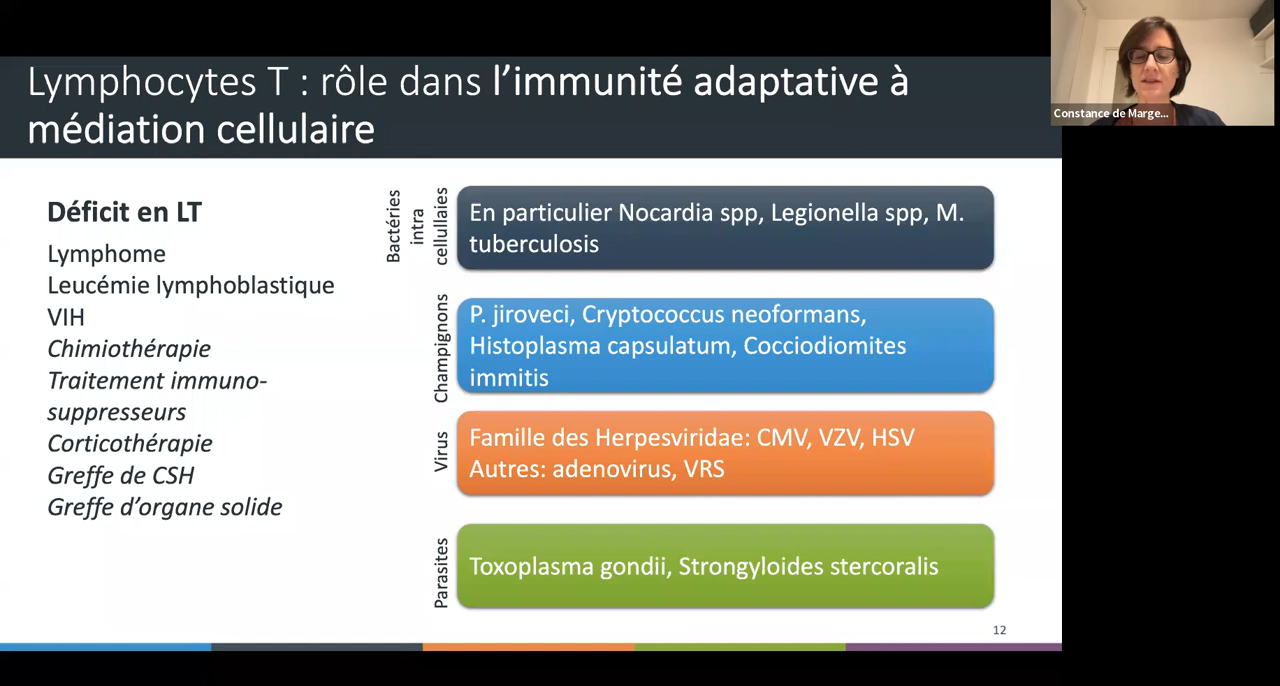 Lymphocytes T : rôle dans l’immunité adaptative à
médiation cellulaire
Constance de Marge...
Déficit en LT
Lymphome
Leucémie lymphoblastique
VIH
Chimiothérapie
Traitement immuno-
suppresseurs
Corticothérapie
Greffe de CSH
Greffe d’organe solide
Bactéries
intra
cellullaies
En particulier Nocardia spp, Legionella spp, M.
tuberculosis
Champignons
P. jiroveci, Cryptococcus neoformans,
Histoplasma capsulatum, Cocciodiomites
immitis
Virus
Famille des Herpesviridae: CMV, VZV, HSV
Autres: adenovirus, VRS
Parasites
Toxoplasma gondii, Strongyloides stercoralis
12